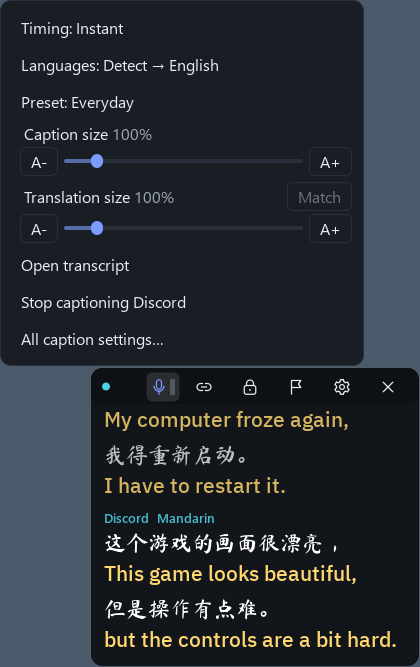 Timing: Instant
Languages: Detect → English
Preset: Everyday
Caption size 100%
A- A+
Translation size 100% Match
A- A+
Open transcript
Stop captioning Discord
All caption settings...
My computer froze again,
我得重新启动。
I have to restart it.
Discord Mandarin
这个游戏的画面很漂亮，
This game looks beautiful,
但是操作有点难。
but the controls are a bit hard.